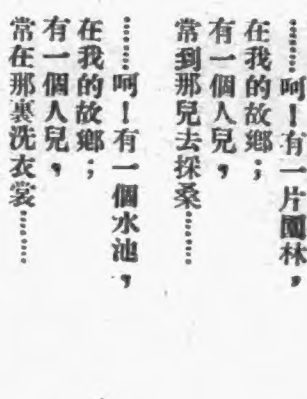 ………呵！有一片園林，
在我的故鄉；
有一個人兒，
常到那兒去採桑………
………呵！有一個水池，
在我的故鄉；
有一個人兒，
常在那裏洗衣裳………